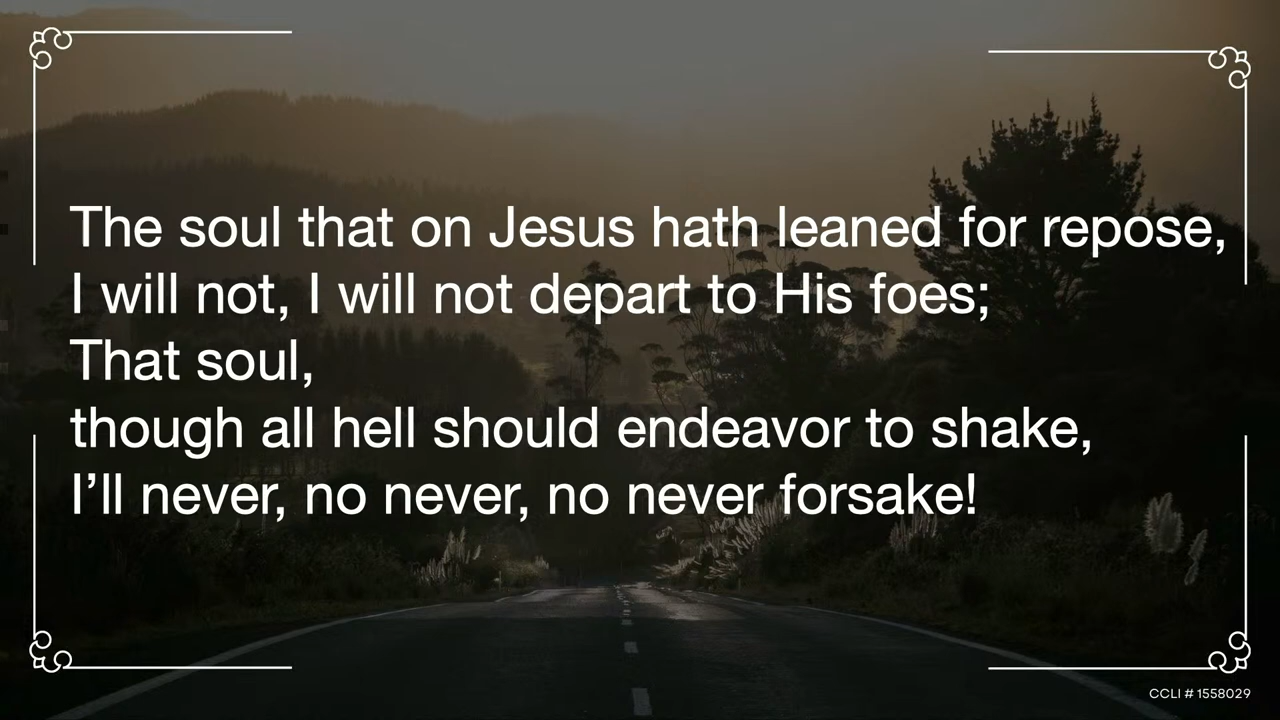 The soul that on Jesus hath leaned for repose,
I will not, I will not depart to His foes;
That soul,
though all hell should endeavor to shake,
I’ll never, no never, no never forsake!
CCLI # 1558029